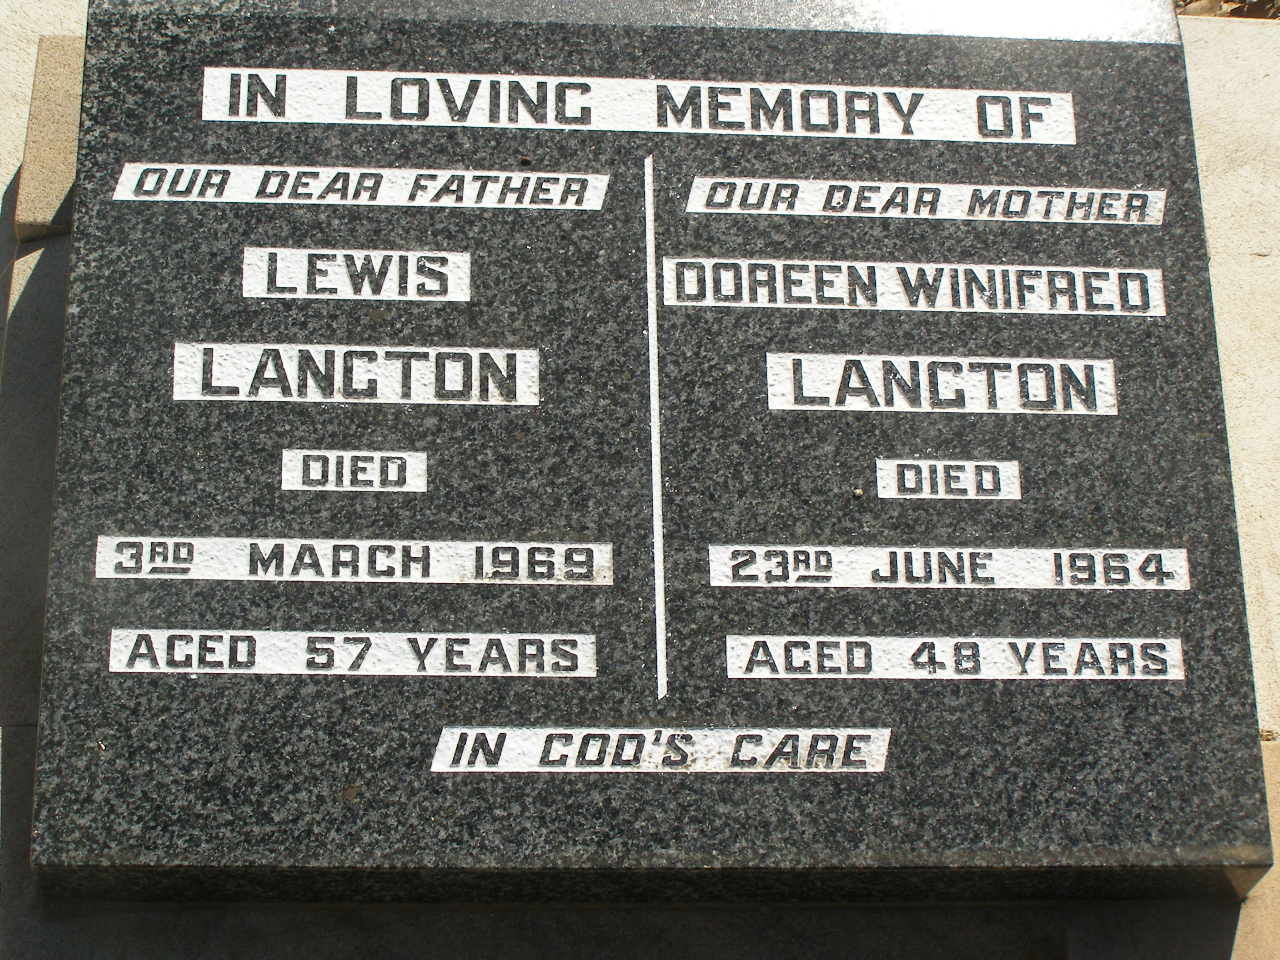 IN LOVING MEMORY OF
OUR DEAR FATHER
LEWIS
LANGTON
DIED
3RD MARCH 1969
AGED 57 YEARS
OUR DEAR MOTHER
DOREEN WINIFRED
LANGTON
DIED
23RD JUNE 1964
AGED 48 YEARS
IN GOD'S CARE